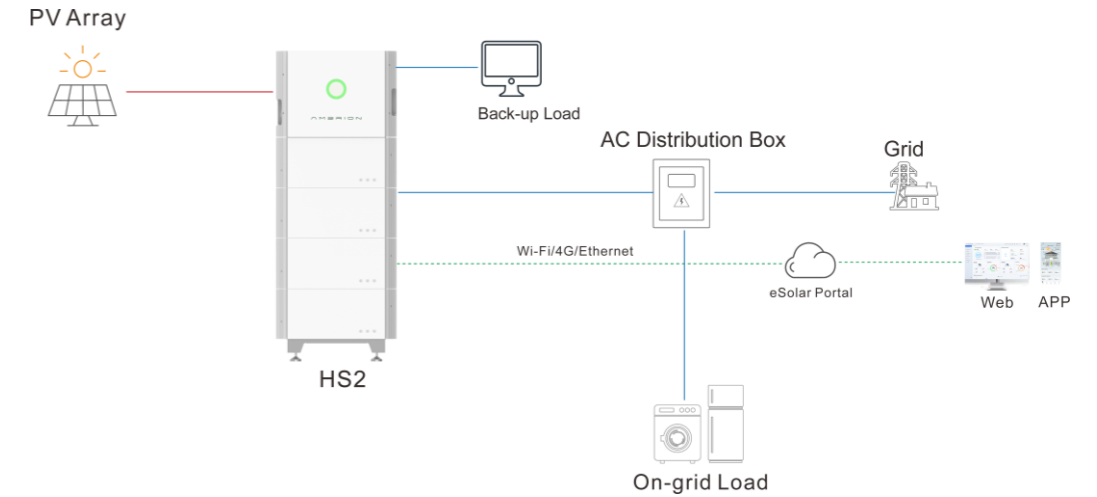 PV Array
Back-up Load
AMBRION
AC Distribution Box
Grid
Wi-Fi/4G/Ethernet
eSolar Portal
Web
APP
HS2
On-grid Load